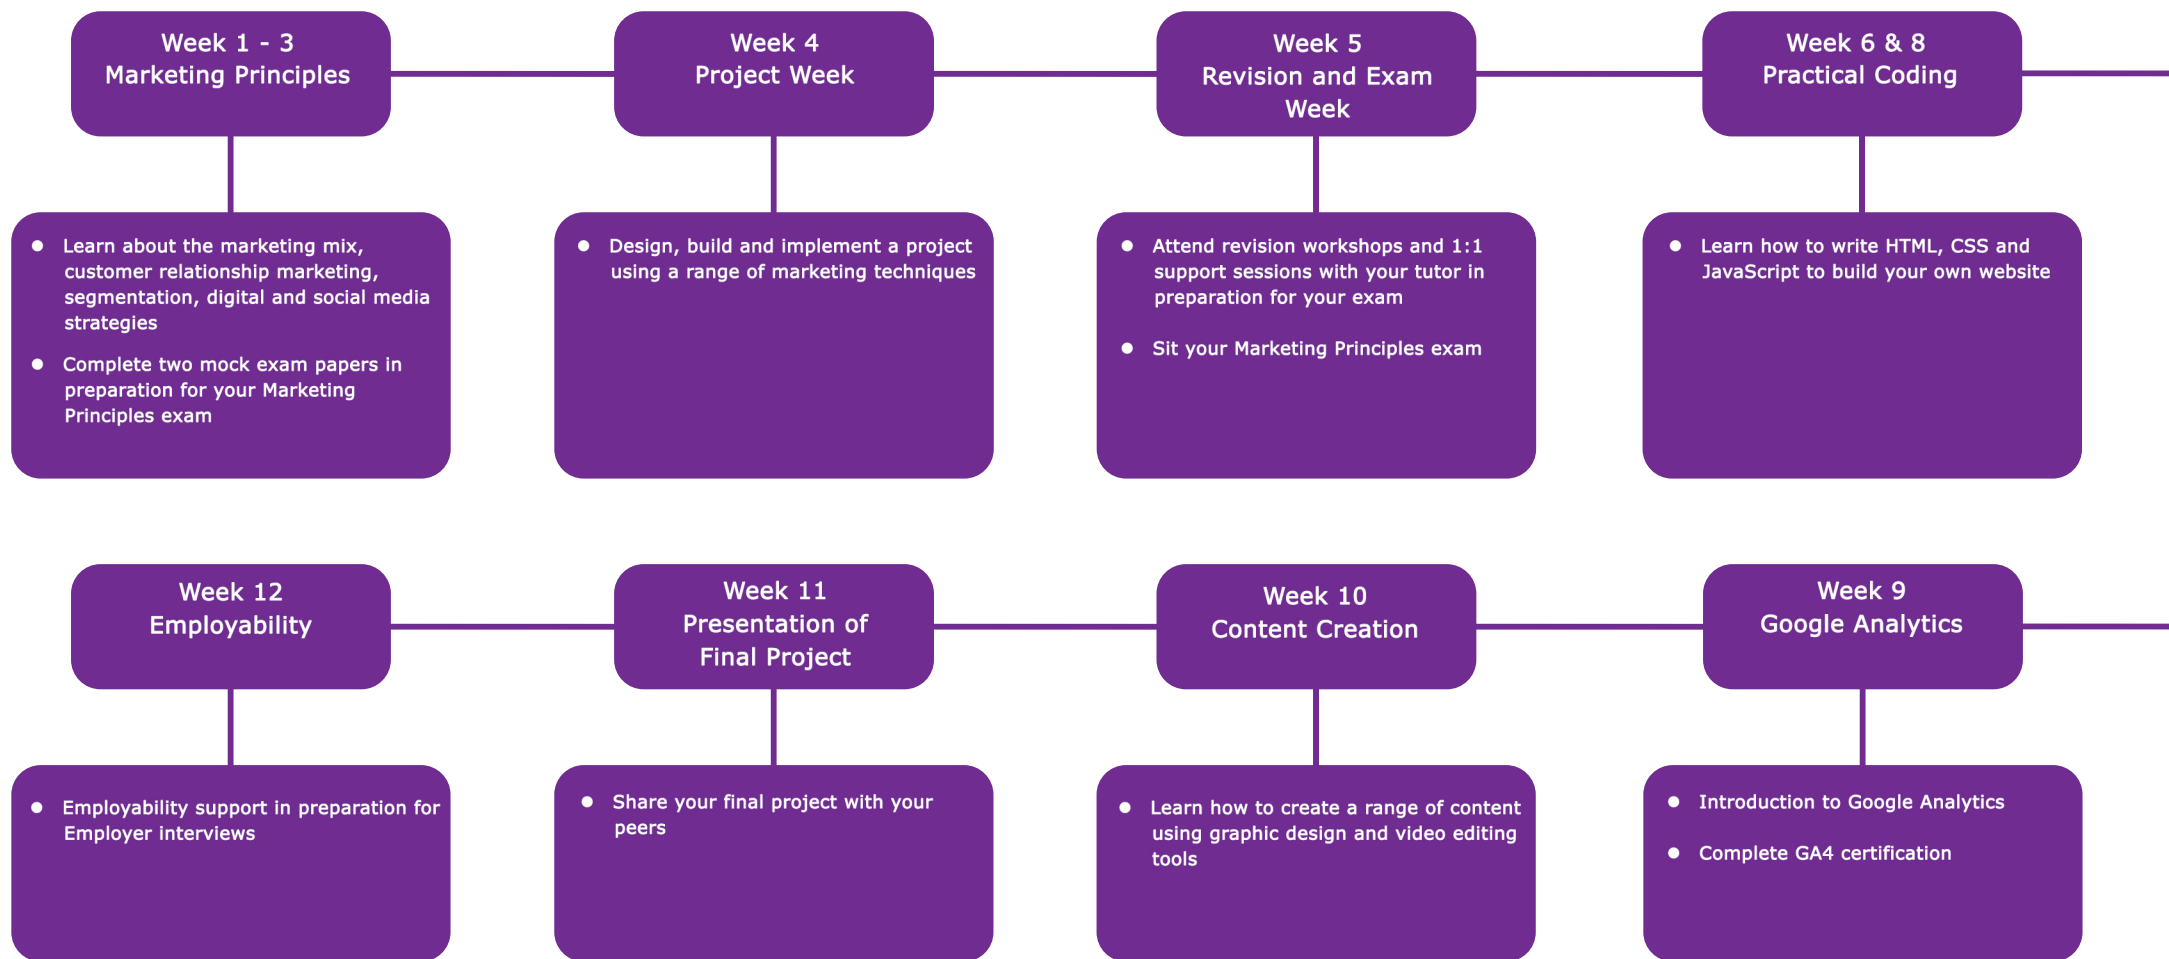 Week 1 - 3
Marketing Principles
● Learn about the marketing mix,
customer relationship marketing,
segmentation, digital and social media
strategies
● Complete two mock exam papers in
preparation for your Marketing
Principles exam
Week 4
Project Week
● Design, build and implement a project
using a range of marketing techniques
Week 5
Revision and Exam
Week
● Attend revision workshops and 1:1
support sessions with your tutor in
preparation for your exam
● Sit your Marketing Principles exam
Week 6 & 8
Practical Coding
● Learn how to write HTML, CSS and
JavaScript to build your own website
Week 12
Employability
● Employability support in preparation for
Employer interviews
Week 11
Presentation of
Final Project
● Share your final project with your
peers
Week 10
Content Creation
● Learn how to create a range of content
using graphic design and video editing
tools
Week 9
Google Analytics
● Introduction to Google Analytics
● Complete GA4 certification